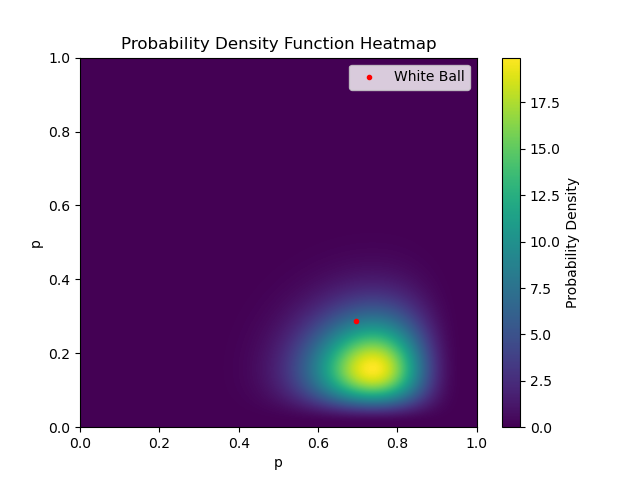 Probability Density Function Heatmap
White Ball
1.0
0.8
0.6
0.4
0.2
0.0
p
0.0 0.2 0.4 0.6 0.8 1.0
p
17.5
15.0
12.5
10.0
7.5
5.0
2.5
0.0
Probability Density